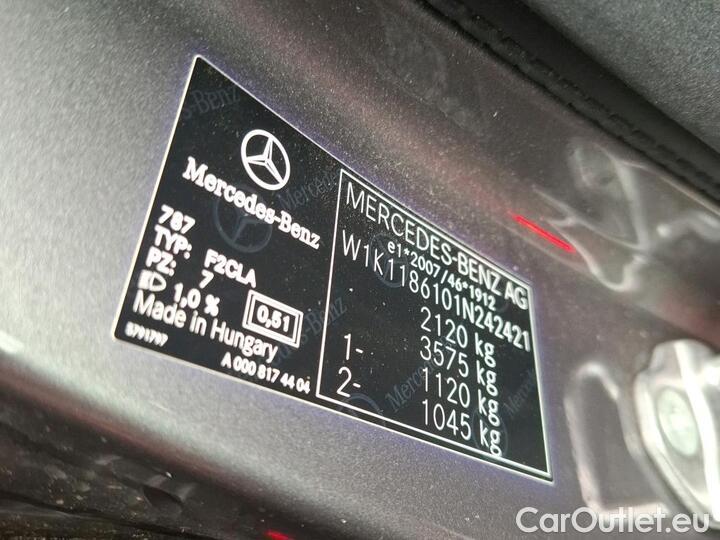 Mercedes-Benz
787
TYP: F2CLA
PZ: 7
1,0 % 0,51
Made in Hungary
5791797
A 000 817 44 04
MERCEDES-BENZ AG
e1*2007/46*1912
W1K1186101N242421
2120 kg
3575 kg
1- 1120 kg
2- 1045 kg
CarOutlet.eu